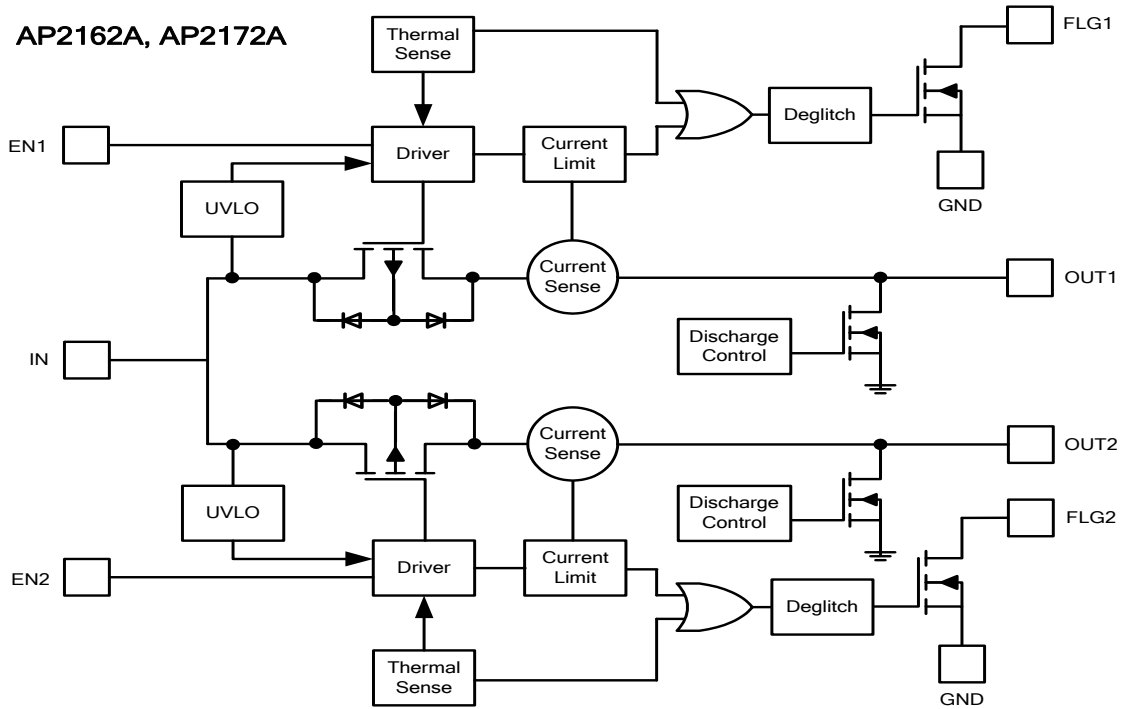 AP2162A, AP2172A
Thermal
Sense
FLG1
Deglitch
EN1
Driver
Current
Limit
GND
UVLO
Current
Sense
OUT1
Discharge
Control
IN
Current
Sense
OUT2
UVLO
Discharge
Control
FLG2
Driver
Current
Limit
EN2
Deglitch
Thermal
Sense
GND